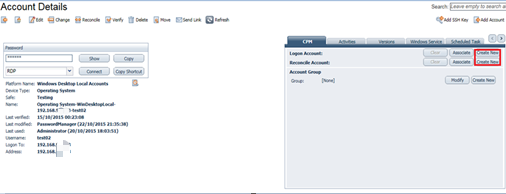 Account Details
Search: Leave empty to search a
Edit Change Reconcile Verify Delete Move Send Link Refresh
Add SSH Key Add Account
Password
****** Show Copy
RDP Connect Copy Shortcut
Platform Name: Windows Desktop Local Accounts
Device Type: Operating System
Safe: Testing
Name: Operating System-WinDesktopLocal-
192.168. -test02
Last verified: 15/10/2015 00:23:08
Last modified: PasswordManager (22/10/2015 21:35:38)
Last used: Administrator (20/10/2015 18:03:51)
Username: test02
Logon To: 192.168.
Address: 192.168.
CPM Activities Versions Windows Service Scheduled Task
Logon Account: Clear Associate Create New
Reconcile Account: Clear Associate Create New
Account Group
Group: [None] Modify Create New